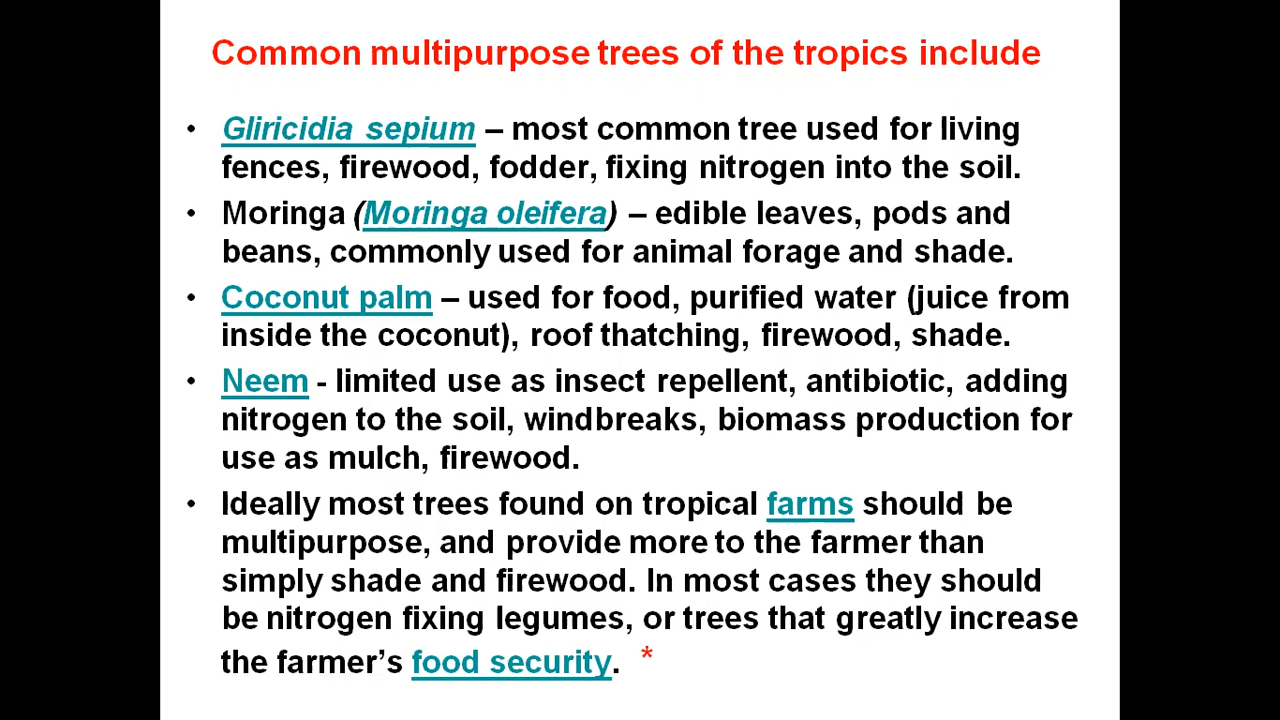 Common multipurpose trees of the tropics include
• Gliricidia sepium – most common tree used for living
fences, firewood, fodder, fixing nitrogen into the soil.
• Moringa (Moringa oleifera) – edible leaves, pods and
beans, commonly used for animal forage and shade.
• Coconut palm – used for food, purified water (juice from
inside the coconut), roof thatching, firewood, shade.
• Neem - limited use as insect repellent, antibiotic, adding
nitrogen to the soil, windbreaks, biomass production for
use as mulch, firewood.
• Ideally most trees found on tropical farms should be
multipurpose, and provide more to the farmer than
simply shade and firewood. In most cases they should
be nitrogen fixing legumes, or trees that greatly increase
the farmer’s food security. *